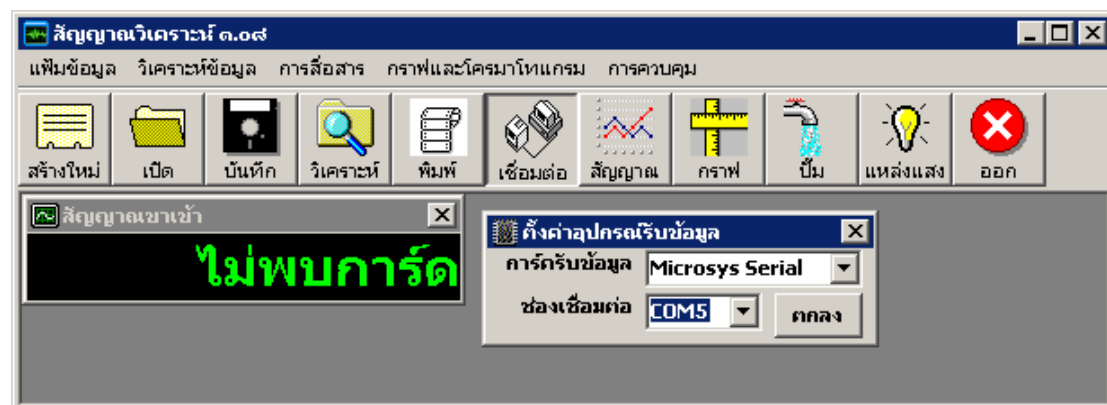 สัญญาณวิเคราะห์ ๓.๐๘
แฟ้มข้อมูล วิเคราะห์ข้อมูล การสื่อสาร กราฟและโครมาโทแกรม การควบคุม
สร้างใหม่ เปิด บันทึก วิเคราะห์ พิมพ์ เชื่อมต่อ สัญญาณ กราฟ ปั๊ม แหล่งแสง ออก
สัญญาณขาเข้า
ไม่พบการ์ด
ตั้งค่าอุปกรณ์รับข้อมูล
การ์ดรับข้อมูล Microsys Serial
ช่องเชื่อมต่อ COM5 ตกลง